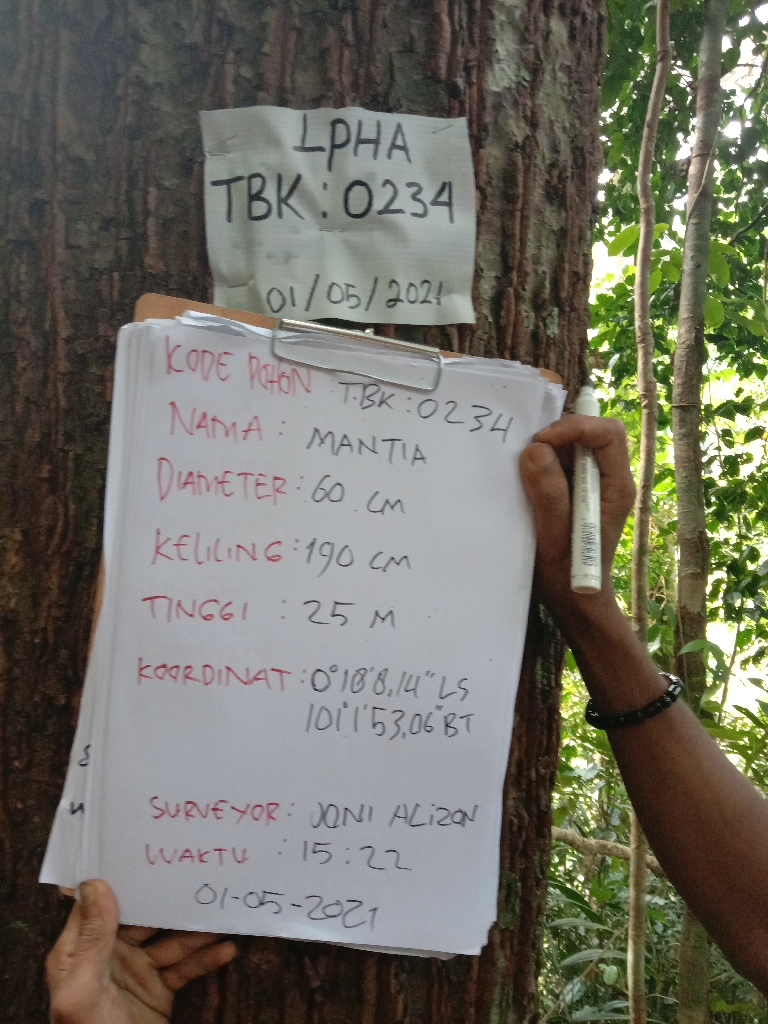 LPHA
TBK : 0234
01/05/2021
KODE POHON : TBK : 0234
NAMA : MANTIA
DIAMETER : 60 CM
KELILING : 190 CM
TINGGI : 25 M
KOORDINAT : 0°18'8,14" LS
101°1'53,06" BT
SURVEYOR : JONI ALIZON
WAKTU : 15 : 22
01-05-2021